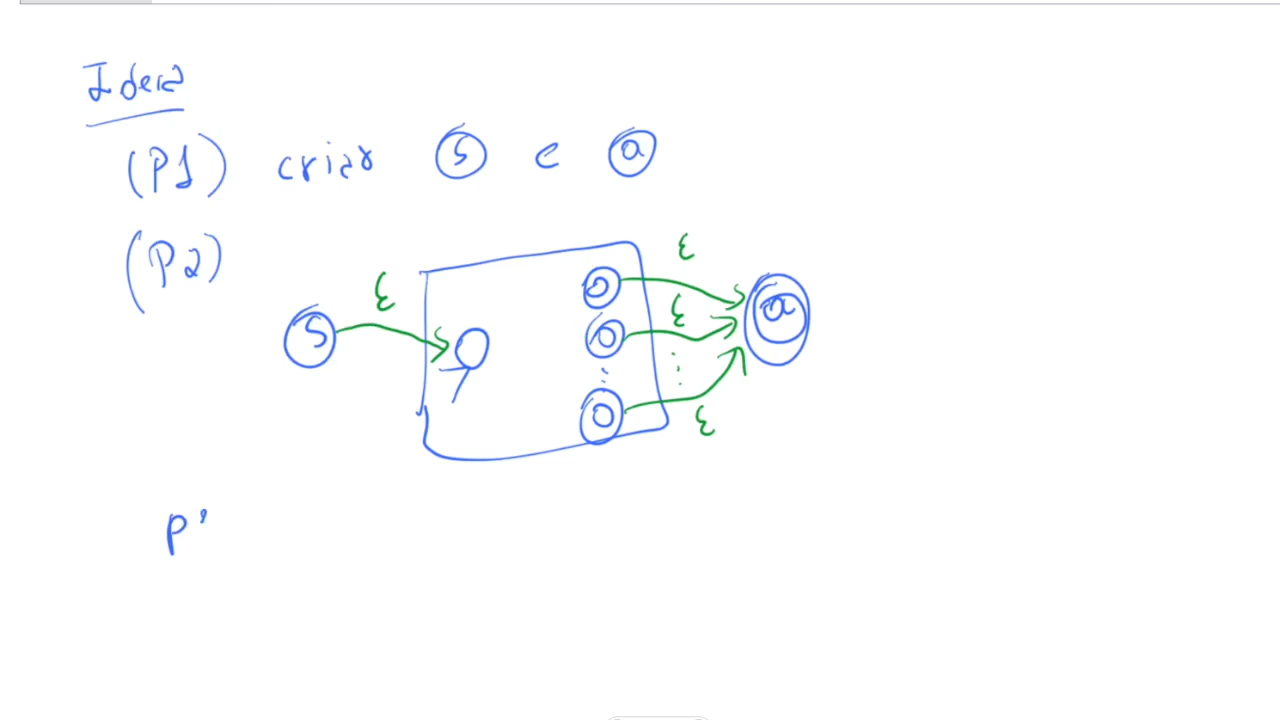 Ideia
(P1) criar s e a
(P2)
ε
ε
s
ε
a
ε
P'